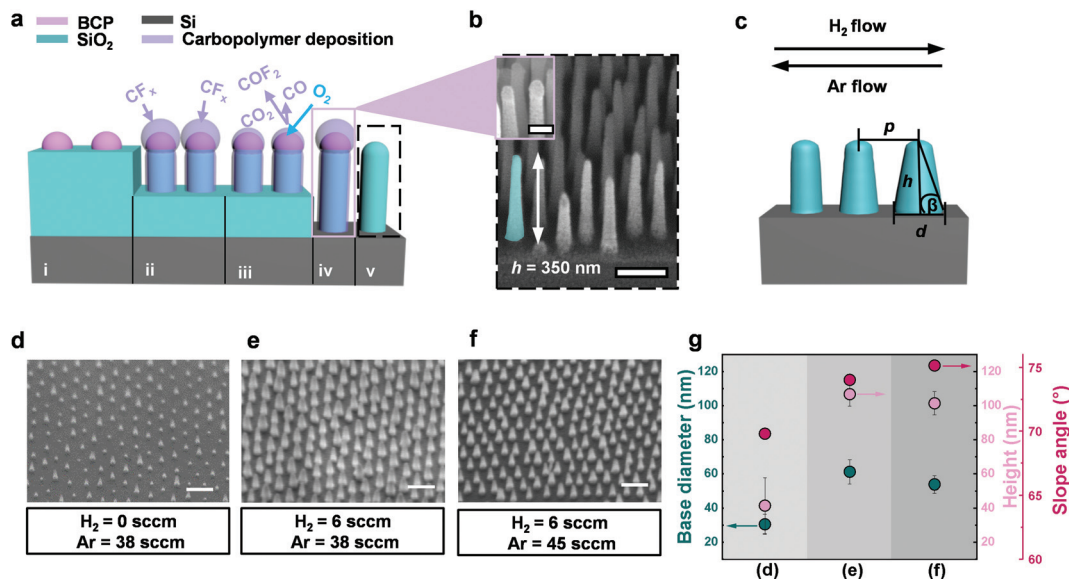 a
BCP
Si
SiO2
Carbopolymer deposition
CFx
CFx
COF2
CO2
CO
O2
i
ii
iii
iv
v
b
h = 350 nm
c
H2 flow
Ar flow
p
h
β
d
d
H2 = 0 sccm
Ar = 38 sccm
e
H2 = 6 sccm
Ar = 38 sccm
f
H2 = 6 sccm
Ar = 45 sccm
g
Base diameter (nm)
120
100
80
60
40
20
(d)
(e)
(f)
120
100
80
60
40
20
Height (nm)
75
70
65
60
Slope angle (°)